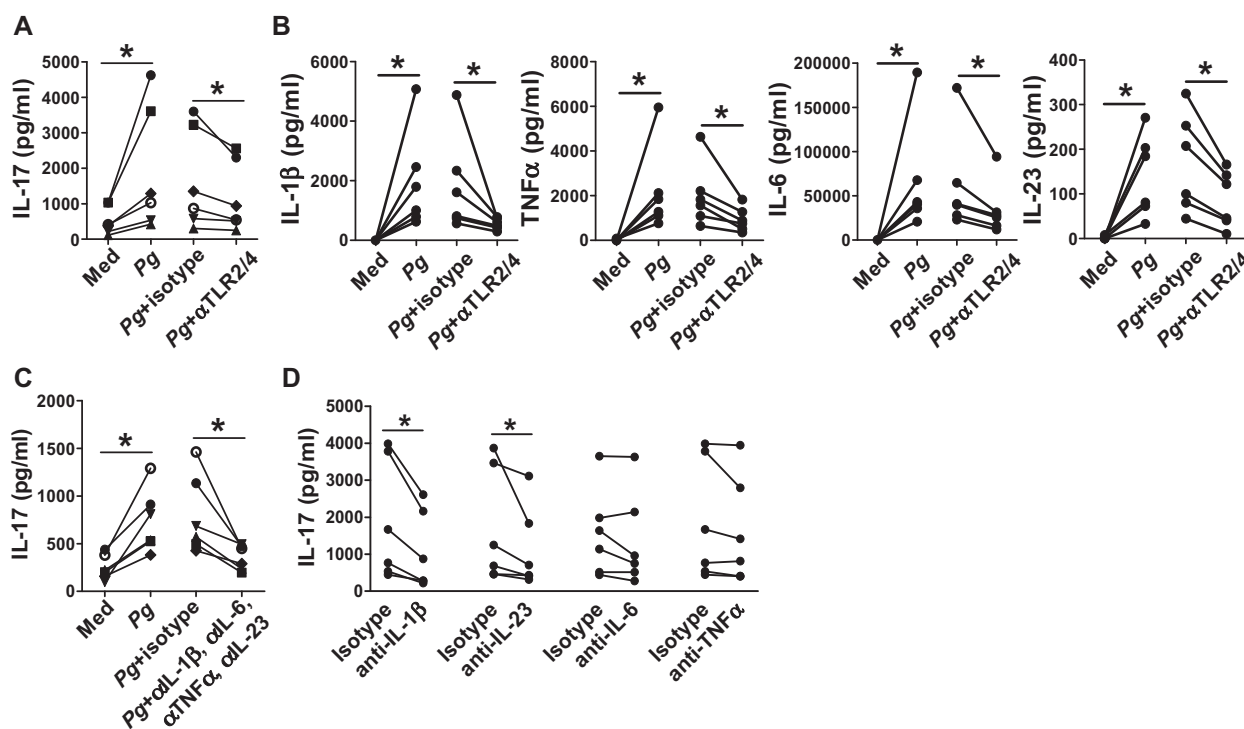 A
IL-17 (pg/ml)
5000
4000
3000
2000
1000
0
*
*
Med
Pg
Pg+isotype
Pg+αTLR2/4
B
IL-1β (pg/ml)
6000
4000
2000
0
*
*
Med
Pg
Pg+isotype
Pg+αTLR2/4
TNFα (pg/ml)
8000
6000
4000
2000
0
*
*
Med
Pg
Pg+isotype
Pg+αTLR2/4
IL-6 (pg/ml)
200000
150000
100000
50000
0
*
*
Med
Pg
Pg+isotype
Pg+αTLR2/4
IL-23 (pg/ml)
400
300
200
100
0
*
*
Med
Pg
Pg+isotype
Pg+αTLR2/4
C
IL-17 (pg/ml)
2000
1500
1000
500
0
*
*
Med
Pg
Pg+isotype
Pg+αIL-1β, αIL-6,
αTNFα, αIL-23
D
IL-17 (pg/ml)
5000
4000
3000
2000
1000
0
*
*
Isotype
anti-IL-1β
Isotype
anti-IL-23
Isotype
anti-IL-6
Isotype
anti-TNFα